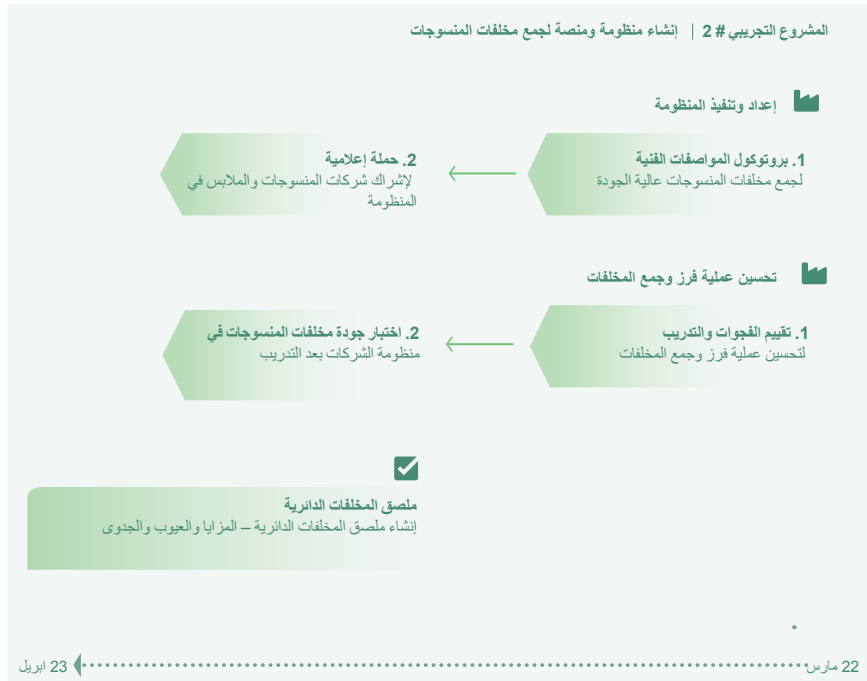 المشروع التجريبي # 2 | إنشاء منظومة ومنصة لجمع مخلفات المنسوجات
إعداد وتنفيذ المنظومة
1. بروتوكول المواصفات الفنية
لجمع مخلفات المنسوجات عالية الجودة
2. حملة إعلامية
لإشراك شركات المنسوجات والملابس في
المنظومة
تحسين عملية فرز وجمع المخلفات
1. تقييم الفجوات والتدريب
لتحسين عملية فرز وجمع المخلفات
2. اختبار جودة مخلفات المنسوجات في
منظومة الشركات بعد التدريب
ملصق المخلفات الدائرية
إنشاء ملصق المخلفات الدائرية – المزايا والعيوب والجدوى
22 مارس
23 ابريل